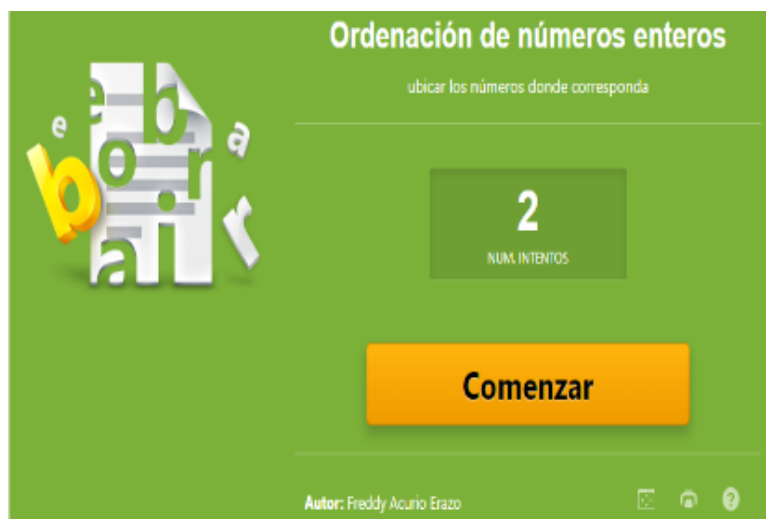 Ordenación de números enteros
ubicar los números donde corresponda
2
NUM. INTENTOS
Comenzar
Autor: Freddy Acurio Erazo